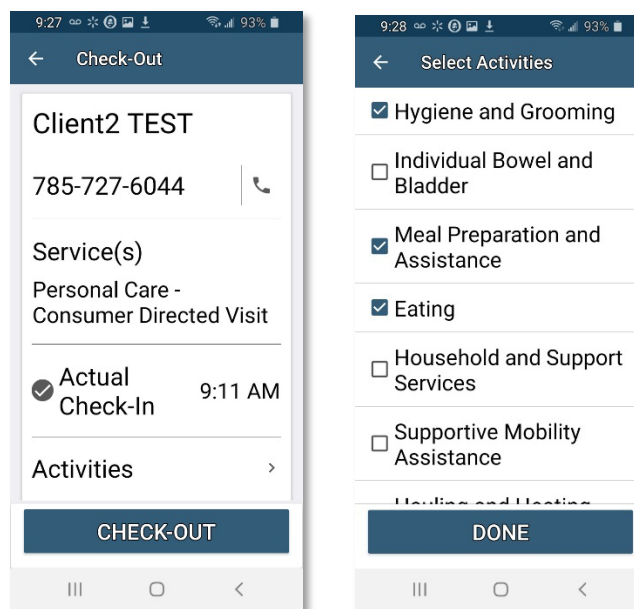 9:27 93%
Check-Out
Client2 TEST
785-727-6044
Service(s)
Personal Care -
Consumer Directed Visit
Actual
Check-In
9:11 AM
Activities
CHECK-OUT
9:28 93%
Select Activities
Hygiene and Grooming
Individual Bowel and
Bladder
Meal Preparation and
Assistance
Eating
Household and Support
Services
Supportive Mobility
Assistance
DONE